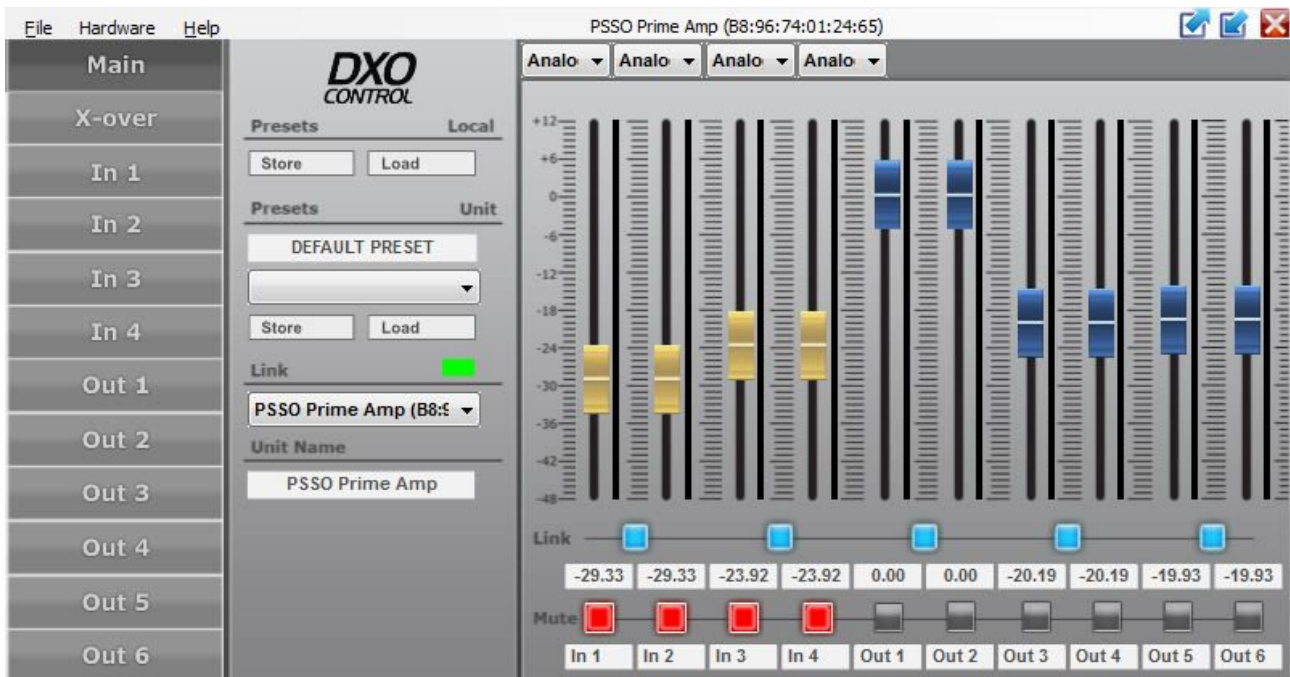 File Hardware Help PSSO Prime Amp (B8:96:74:01:24:65)
Main
X-over
In 1
In 2
In 3
In 4
Out 1
Out 2
Out 3
Out 4
Out 5
Out 6
DXO
CONTROL
Presets Local
Store Load
Presets Unit
DEFAULT PRESET
Store Load
Link
PSSO Prime Amp (B8:9
Unit Name
PSSO Prime Amp
Analo Analo Analo Analo
+12
+6
0
-6
-12
-18
-24
-30
-36
-42
-48
Link
-29.33 -29.33 -23.92 -23.92 0.00 0.00 -20.19 -20.19 -19.93 -19.93
Mute
In 1 In 2 In 3 In 4 Out 1 Out 2 Out 3 Out 4 Out 5 Out 6